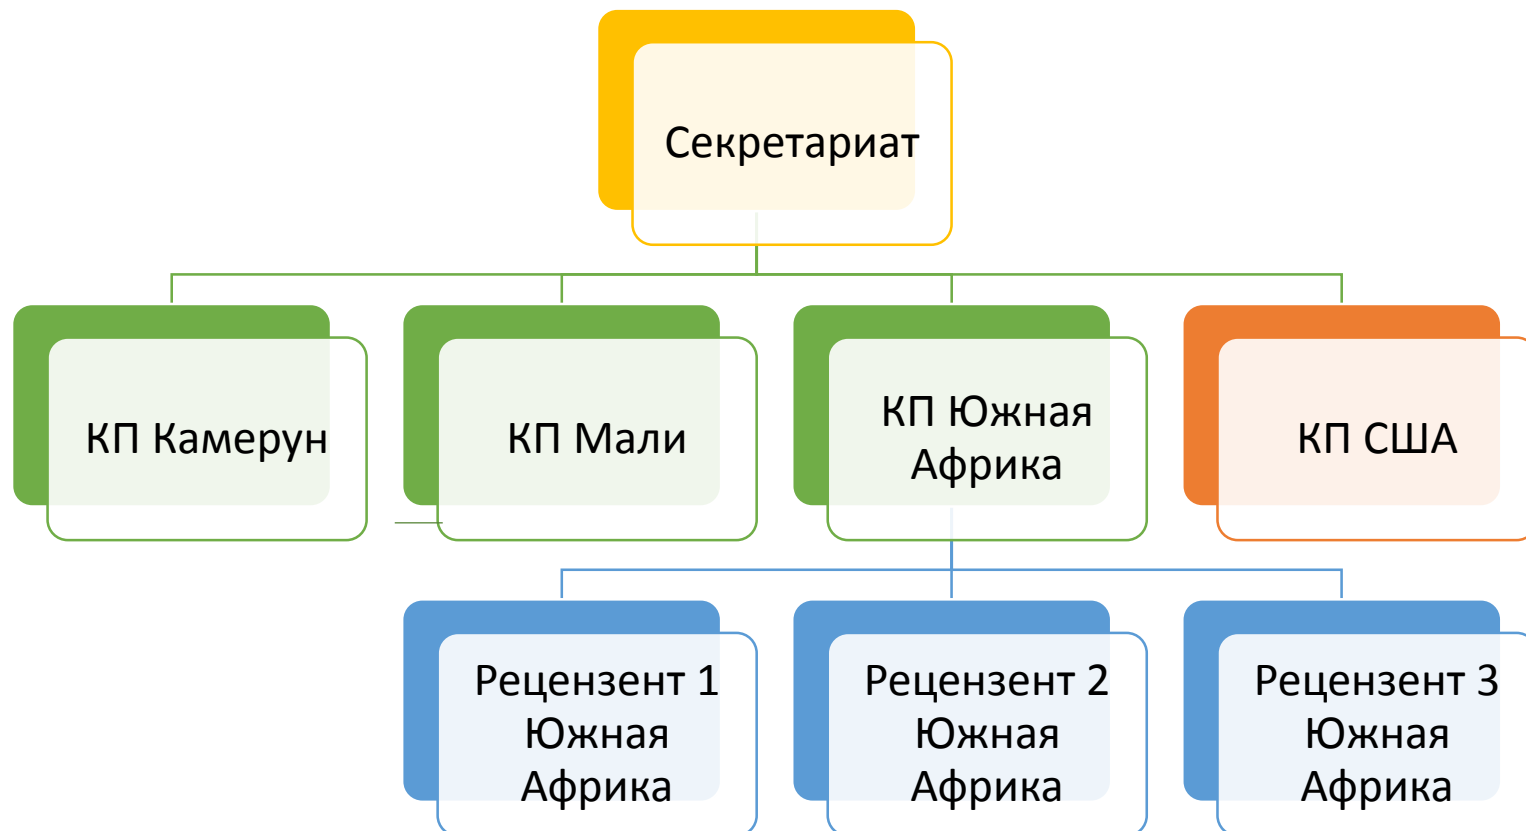 Секретариат
КП Камерун
КП Мали
КП Южная
Африка
КП США
Рецензент 1
Южная
Африка
Рецензент 2
Южная
Африка
Рецензент 3
Южная
Африка